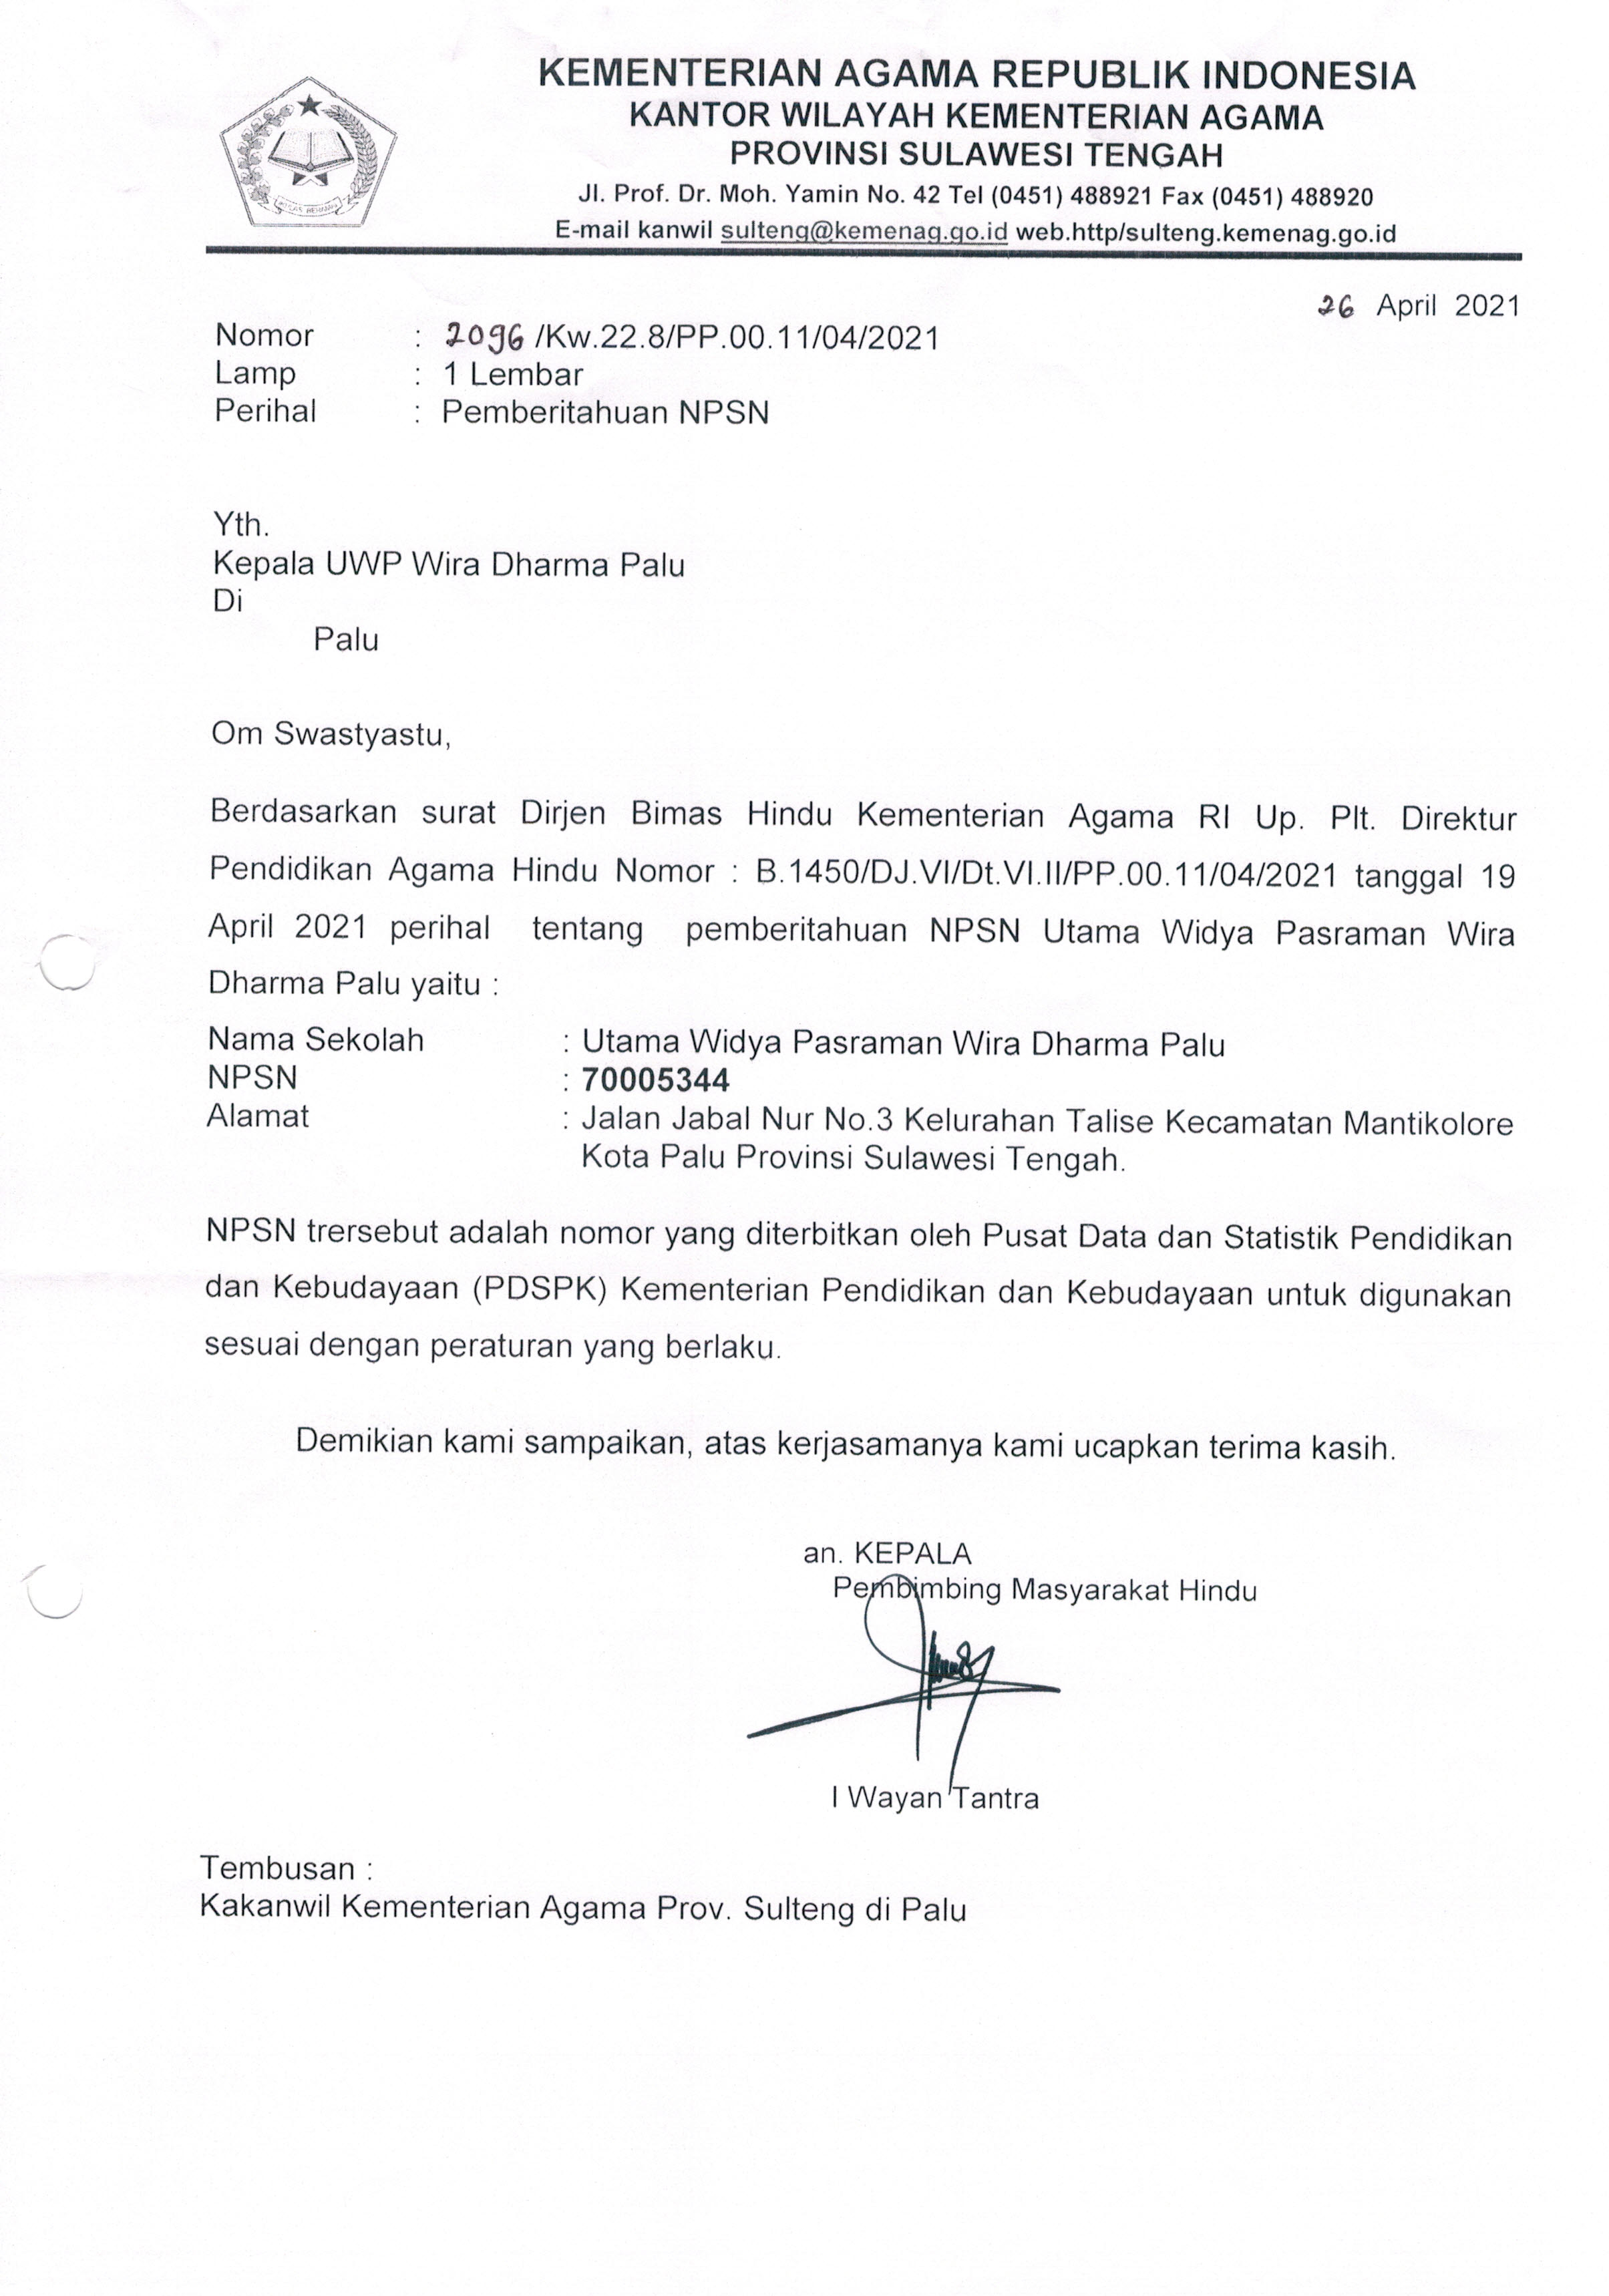 KEMENTERIAN AGAMA REPUBLIK INDONESIA
KANTOR WILAYAH KEMENTERIAN AGAMA
PROVINSI SULAWESI TENGAH
Jl. Prof. Dr. Moh. Yamin No. 42 Tel (0451) 488921 Fax (0451) 488920
E-mail kanwil sulteng@kemenag.go.id web.http/sulteng.kemenag.go.id
26 April 2021
Nomor : 2096 /Kw.22.8/PP.00.11/04/2021
Lamp : 1 Lembar
Perihal : Pemberitahuan NPSN
Yth.
Kepala UWP Wira Dharma Palu
Di
Palu
Om Swastyastu,
Berdasarkan surat Dirjen Bimas Hindu Kementerian Agama RI Up. Plt. Direktur
Pendidikan Agama Hindu Nomor : B.1450/DJ.VI/Dt.VI.II/PP.00.11/04/2021 tanggal 19
April 2021 perihal tentang pemberitahuan NPSN Utama Widya Pasraman Wira
Dharma Palu yaitu :
Nama Sekolah : Utama Widya Pasraman Wira Dharma Palu
NPSN : 70005344
Alamat : Jalan Jabal Nur No.3 Kelurahan Talise Kecamatan Mantikolore
Kota Palu Provinsi Sulawesi Tengah.
NPSN trersebut adalah nomor yang diterbitkan oleh Pusat Data dan Statistik Pendidikan
dan Kebudayaan (PDSPK) Kementerian Pendidikan dan Kebudayaan untuk digunakan
sesuai dengan peraturan yang berlaku.
Demikian kami sampaikan, atas kerjasamanya kami ucapkan terima kasih.
an. KEPALA
Pembimbing Masyarakat Hindu
I Wayan Tantra
Tembusan :
Kakanwil Kementerian Agama Prov. Sulteng di Palu